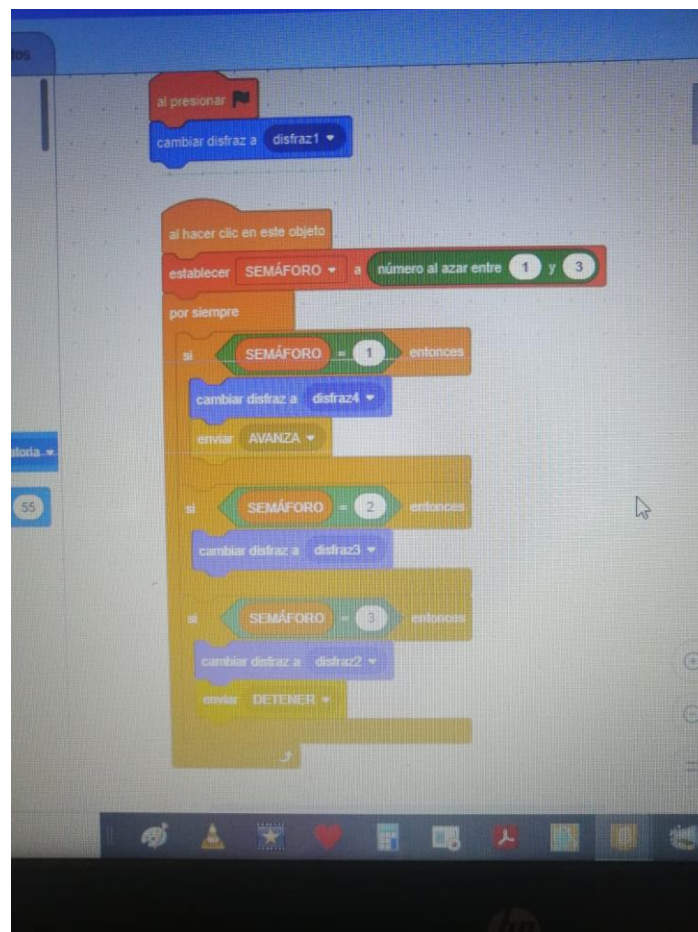 al presionar
cambiar disfraz a disfraz1
al hacer clic en este objeto
establecer SEMÁFORO a número al azar entre 1 y 3
por siempre
si SEMÁFORO = 1 entonces
cambiar disfraz a disfraz4
enviar AVANZA
si SEMÁFORO = 2 entonces
cambiar disfraz a disfraz3
si SEMÁFORO = 3 entonces
cambiar disfraz a disfraz2
enviar DETENER
55
hp